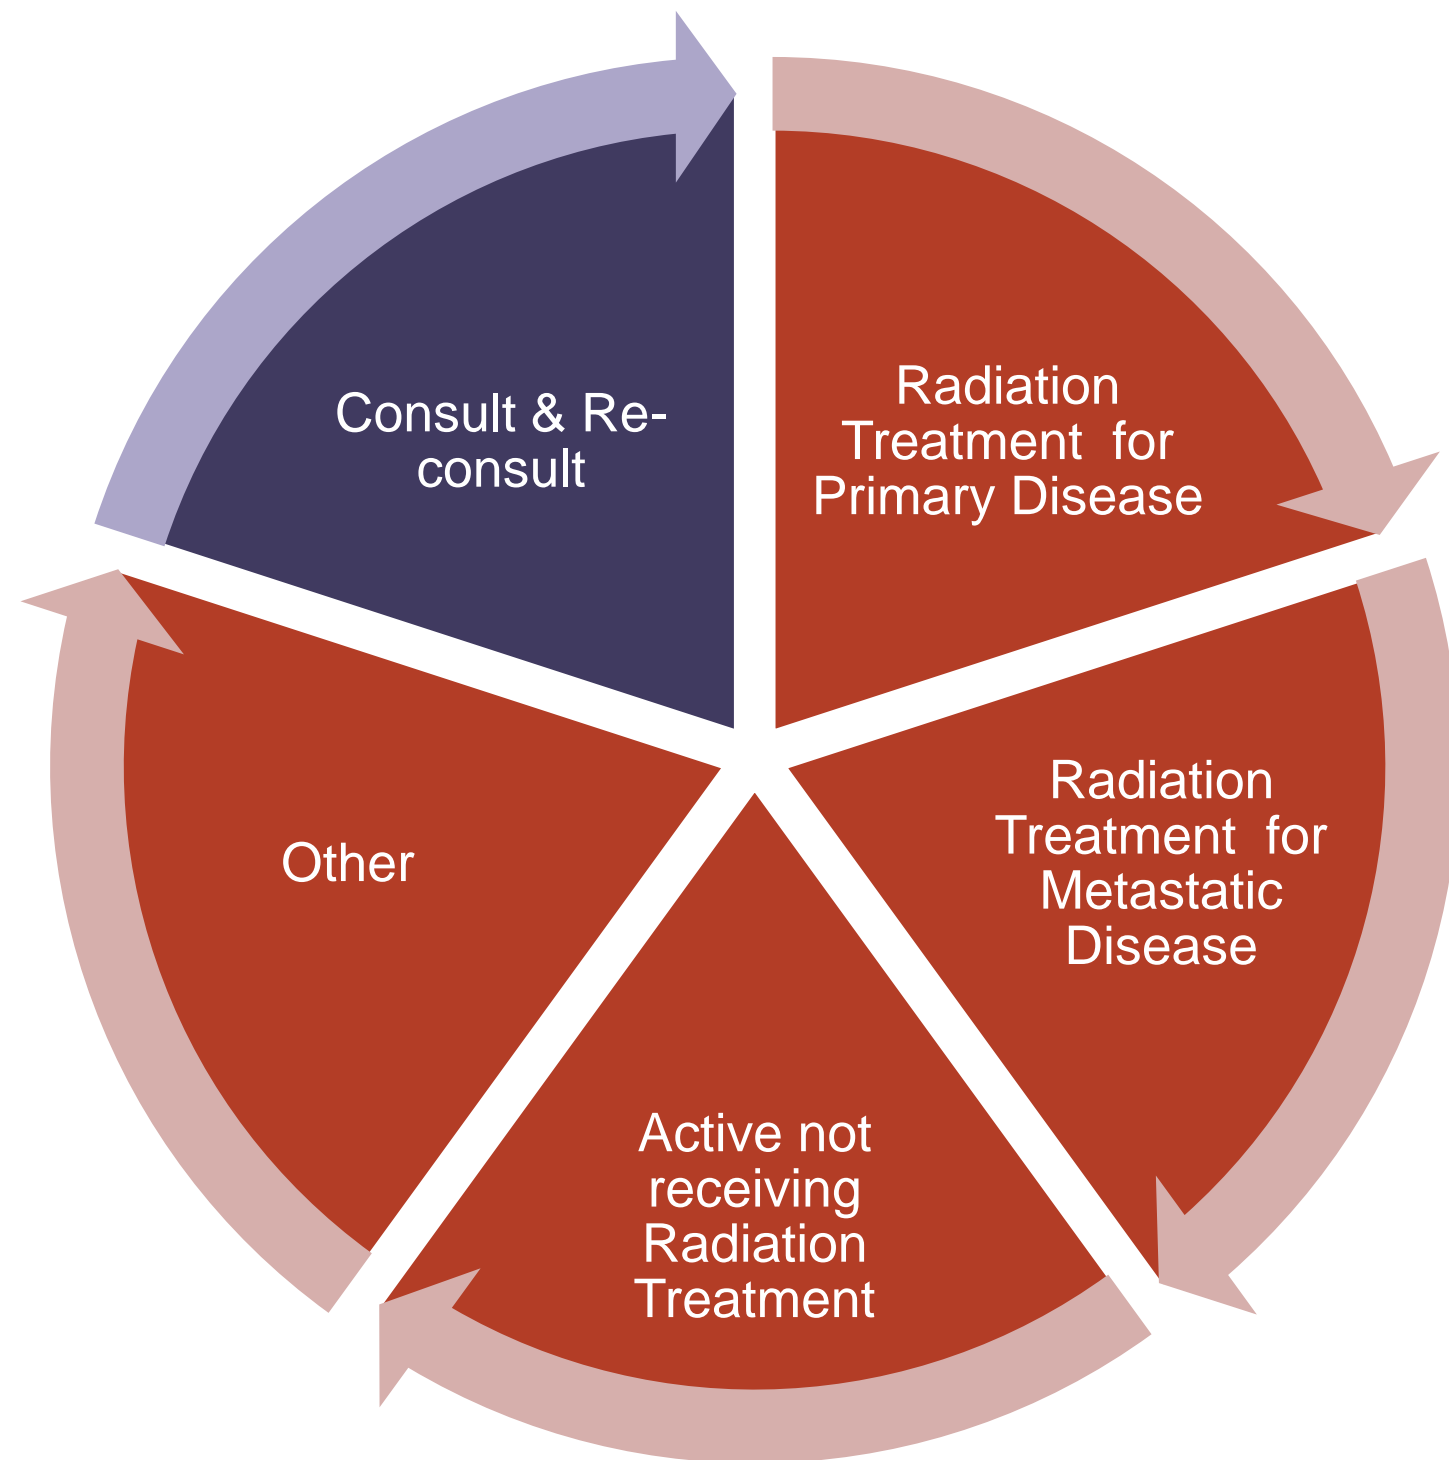 Consult & Re-
consult
Radiation
Treatment  for
Primary Disease
Radiation
Treatment  for
Metastatic
Disease
Active not
receiving
Radiation
Treatment
Other